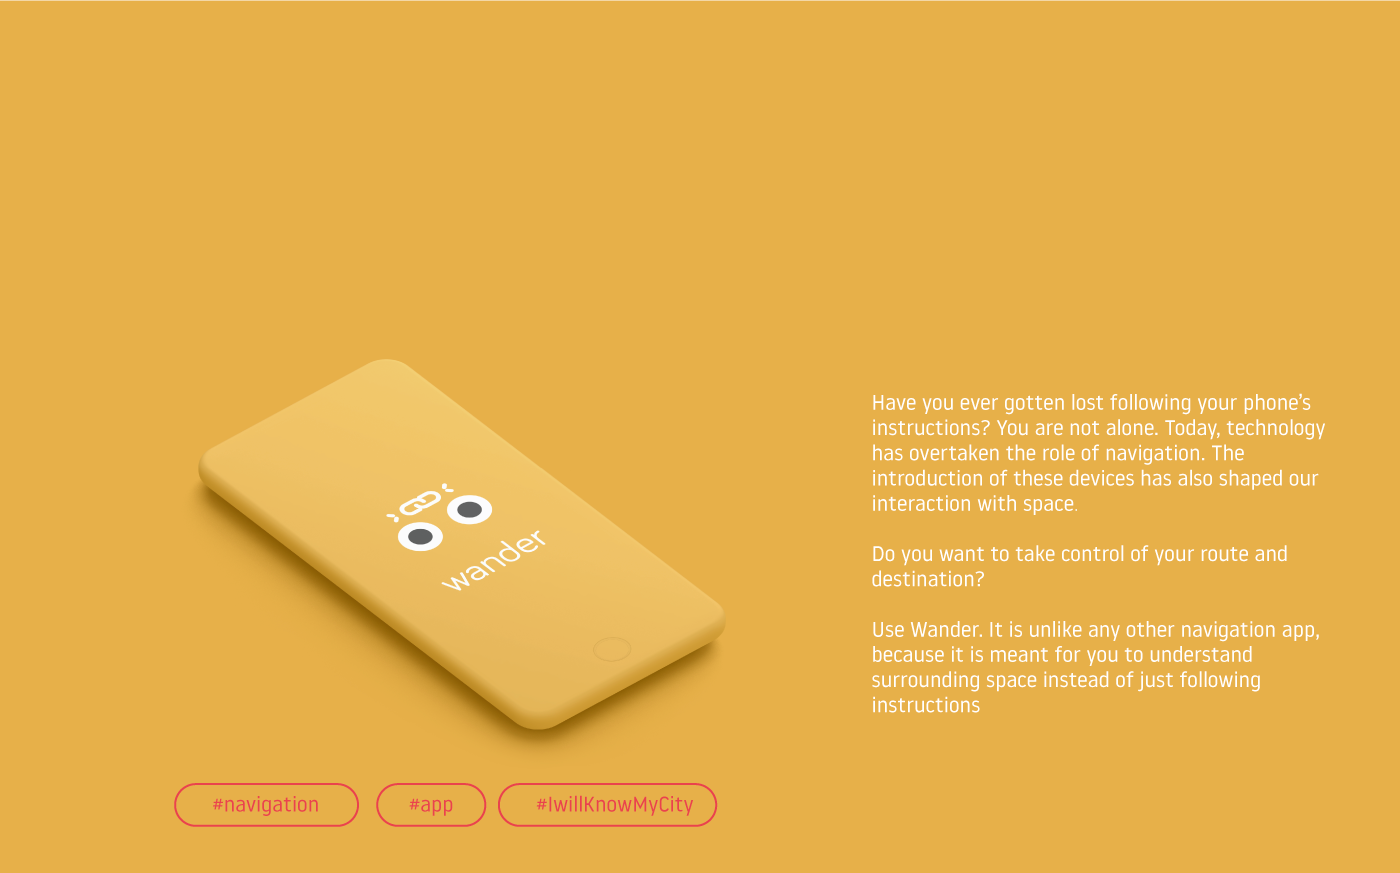 wander
Have you ever gotten lost following your phone's
instructions? You are not alone. Today, technology
has overtaken the role of navigation. The
introduction of these devices has also shaped our
interaction with space.
Do you want to take control of your route and
destination?
Use Wander. It is unlike any other navigation app,
because it is meant for you to understand
surrounding space instead of just following
instructions
#navigation
#app
#IwillKnowMyCity